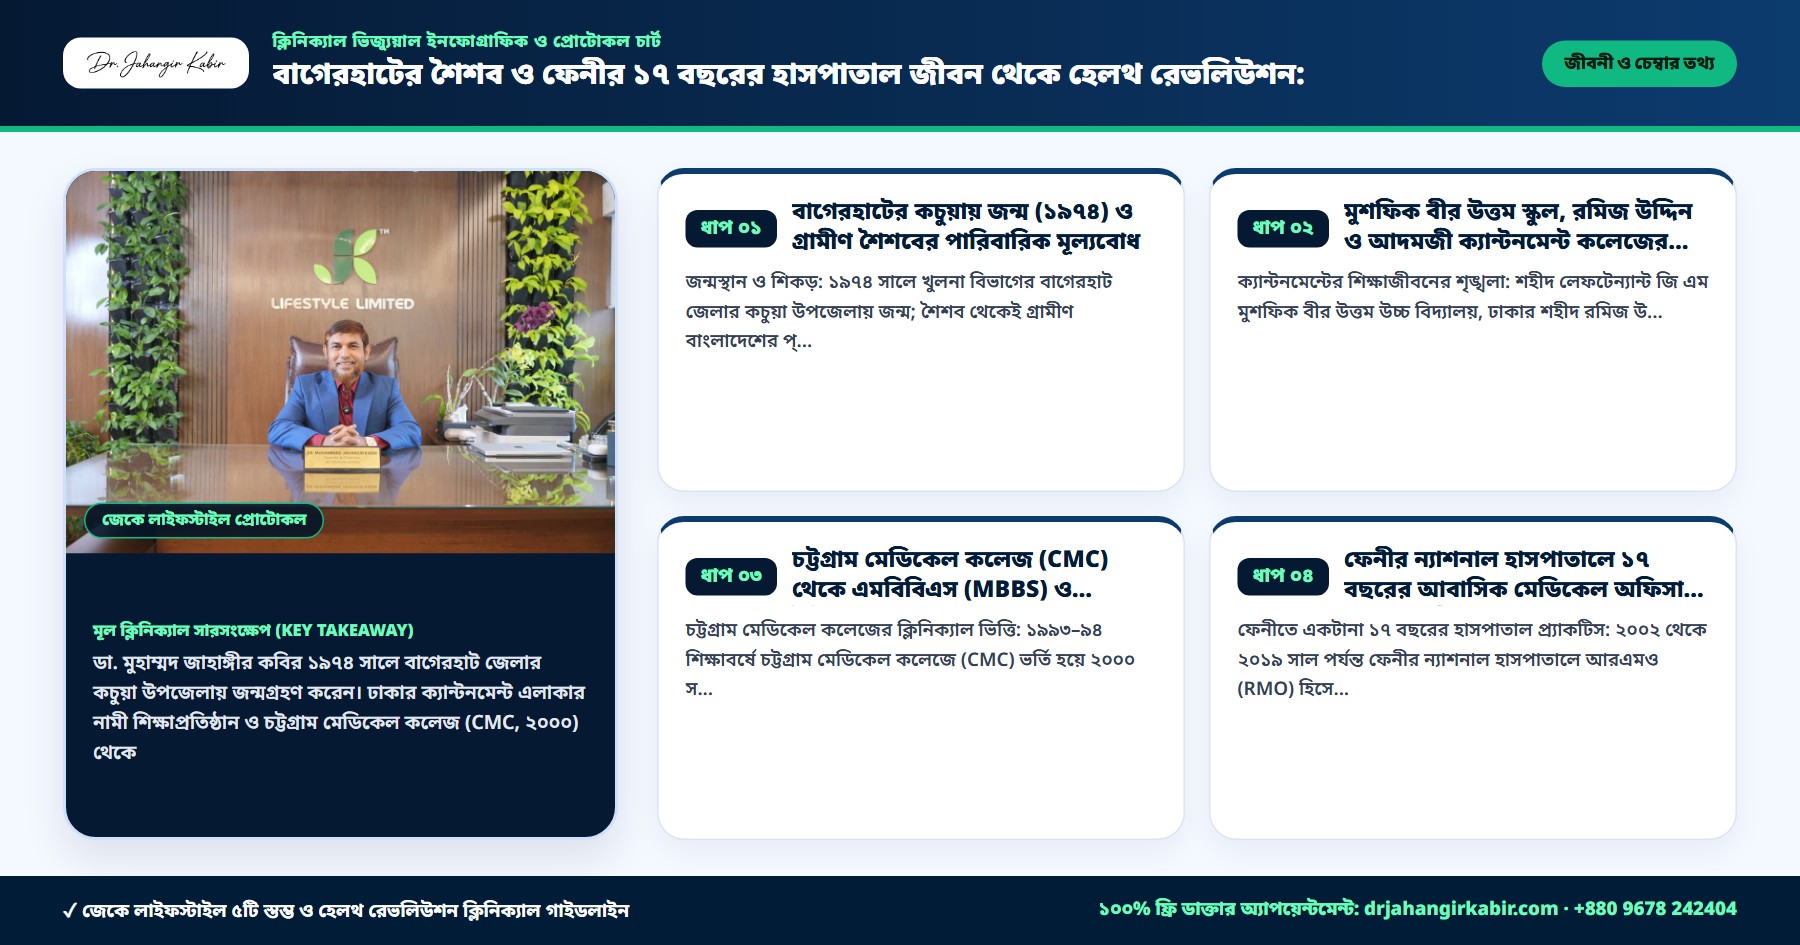 Dr. Jahangir Kabir
ক্লিনিক্যাল ভিজ্যুয়াল ইনফোগ্রাফিক ও প্রোটোকল চার্ট
বাগেরহাটের শৈশব ও ফেনীর ১৭ বছরের হাসপাতাল জীবন থেকে হেলথ রেভলিউশন:
জীবনী ও চেম্বার তথ্য
LIFESTYLE LIMITED
TM
জেকে লাইফস্টাইল প্রোটোকল
মূল ক্লিনিক্যাল সারসংক্ষেপ (KEY TAKEAWAY)
ডা. মুহাম্মদ জাহাঙ্গীর কবির ১৯৭৪ সালে বাগেরহাট জেলার
কচুয়া উপজেলায় জন্মগ্রহণ করেন। ঢাকার ক্যান্টনমেন্ট এলাকার
নামী শিক্ষাপ্রতিষ্ঠান ও চট্টগ্রাম মেডিকেল কলেজ (CMC, ২০০০)
থেকে
ধাপ ০১
বাগেরহাটের কচুয়ায় জন্ম (১৯৭৪) ও
গ্রামীণ শৈশবের পারিবারিক মূল্যবোধ
জন্মস্থান ও শিকড়: ১৯৭৪ সালে খুলনা বিভাগের বাগেরহাট
জেলার কচুয়া উপজেলায় জন্ম; শৈশব থেকেই গ্রামীণ
বাংলাদেশের প্...
ধাপ ০২
মুশফিক বীর উত্তম স্কুল, রমিজ উদ্দিন
ও আদমজী ক্যান্টনমেন্ট কলেজের...
ক্যান্টনমেন্টের শিক্ষাজীবনের শৃঙ্খলা: শহীদ লেফটেন্যান্ট জি এম
মুশফিক বীর উত্তম উচ্চ বিদ্যালয়, ঢাকার শহীদ রমিজ উ...
ধাপ ০৩
চট্টগ্রাম মেডিকেল কলেজ (CMC)
থেকে এমবিবিএস (MBBS) ও...
চট্টগ্রাম মেডিকেল কলেজের ক্লিনিক্যাল ভিত্তি: ১৯৯৩–৯৪
শিক্ষাবর্ষে চট্টগ্রাম মেডিকেল কলেজে (CMC) ভর্তি হয়ে ২০০০
স...
ধাপ ০৪
ফেনীর ন্যাশনাল হাসপাতালে ১৭
বছরের আবাসিক মেডিকেল অফিসা...
ফেনীতে একটানা ১৭ বছরের হাসপাতাল প্র্যাকটিস: ২০০২ থেকে
২০১৯ সাল পর্যন্ত ফেনীর ন্যাশনাল হাসপাতালে আরএমও
(RMO) হিসে...
✓ জেকে লাইফস্টাইল ৫টি স্তম্ভ ও হেলথ রেভলিউশন ক্লিনিক্যাল গাইডলাইন
১০০% ফ্রি ডাক্তার অ্যাপয়েন্টমেন্ট: drjahangirkabir.com · +880 9678 242404